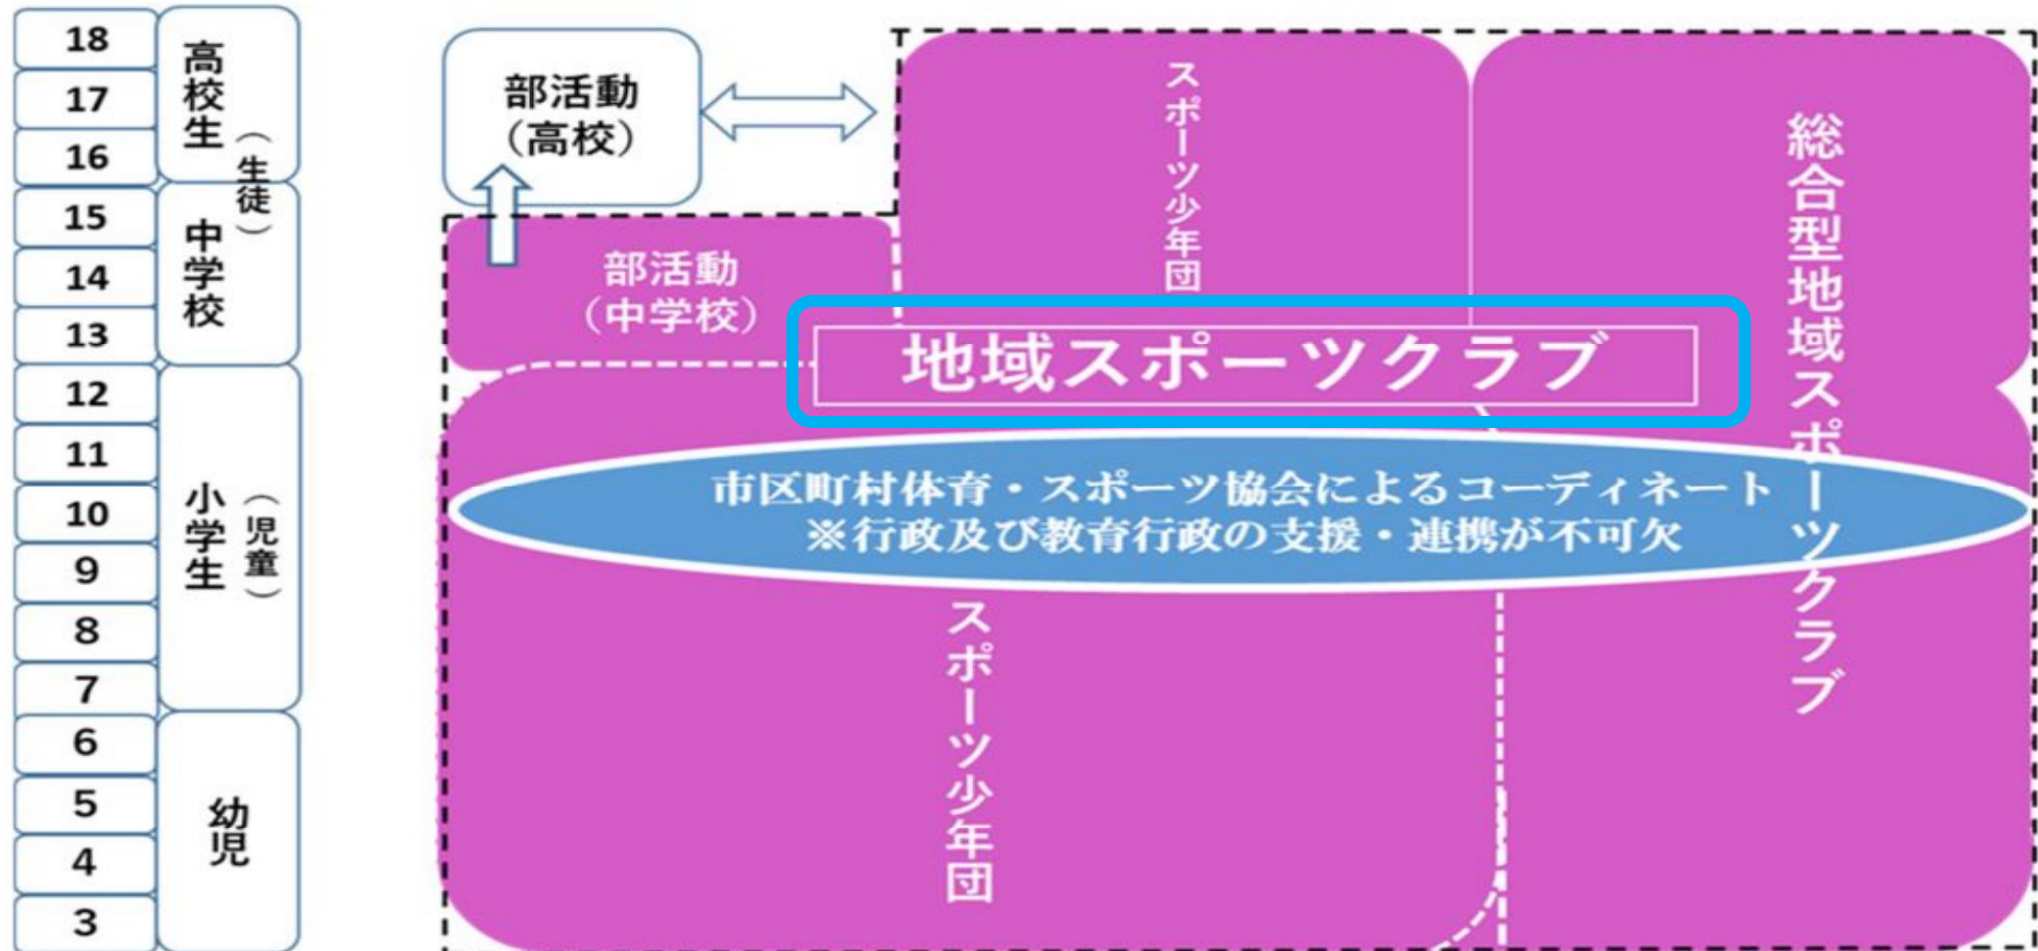 18
17
16
15
14
13
12
11
10
9
8
7
6
5
4
3
高校生
(生徒)
中学校
小学生
(児童)
幼児
部活動
(高校)
部活動
(中学校)
スポーツ少年団
総合型地域スポーツクラブ
地域スポーツクラブ
市区町村体育・スポーツ協会によるコーディネート
※行政及び教育行政の支援・連携が不可欠
スポーツ少年団